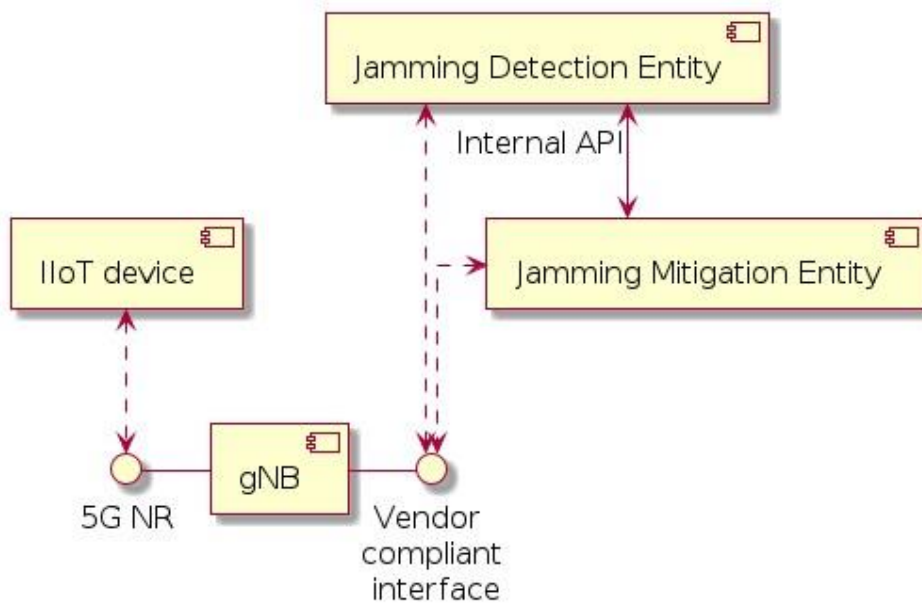 Jamming Detection Entity
Internal API
IIoT device
Jamming Mitigation Entity
gNB
5G NR
Vendor
compliant
interface